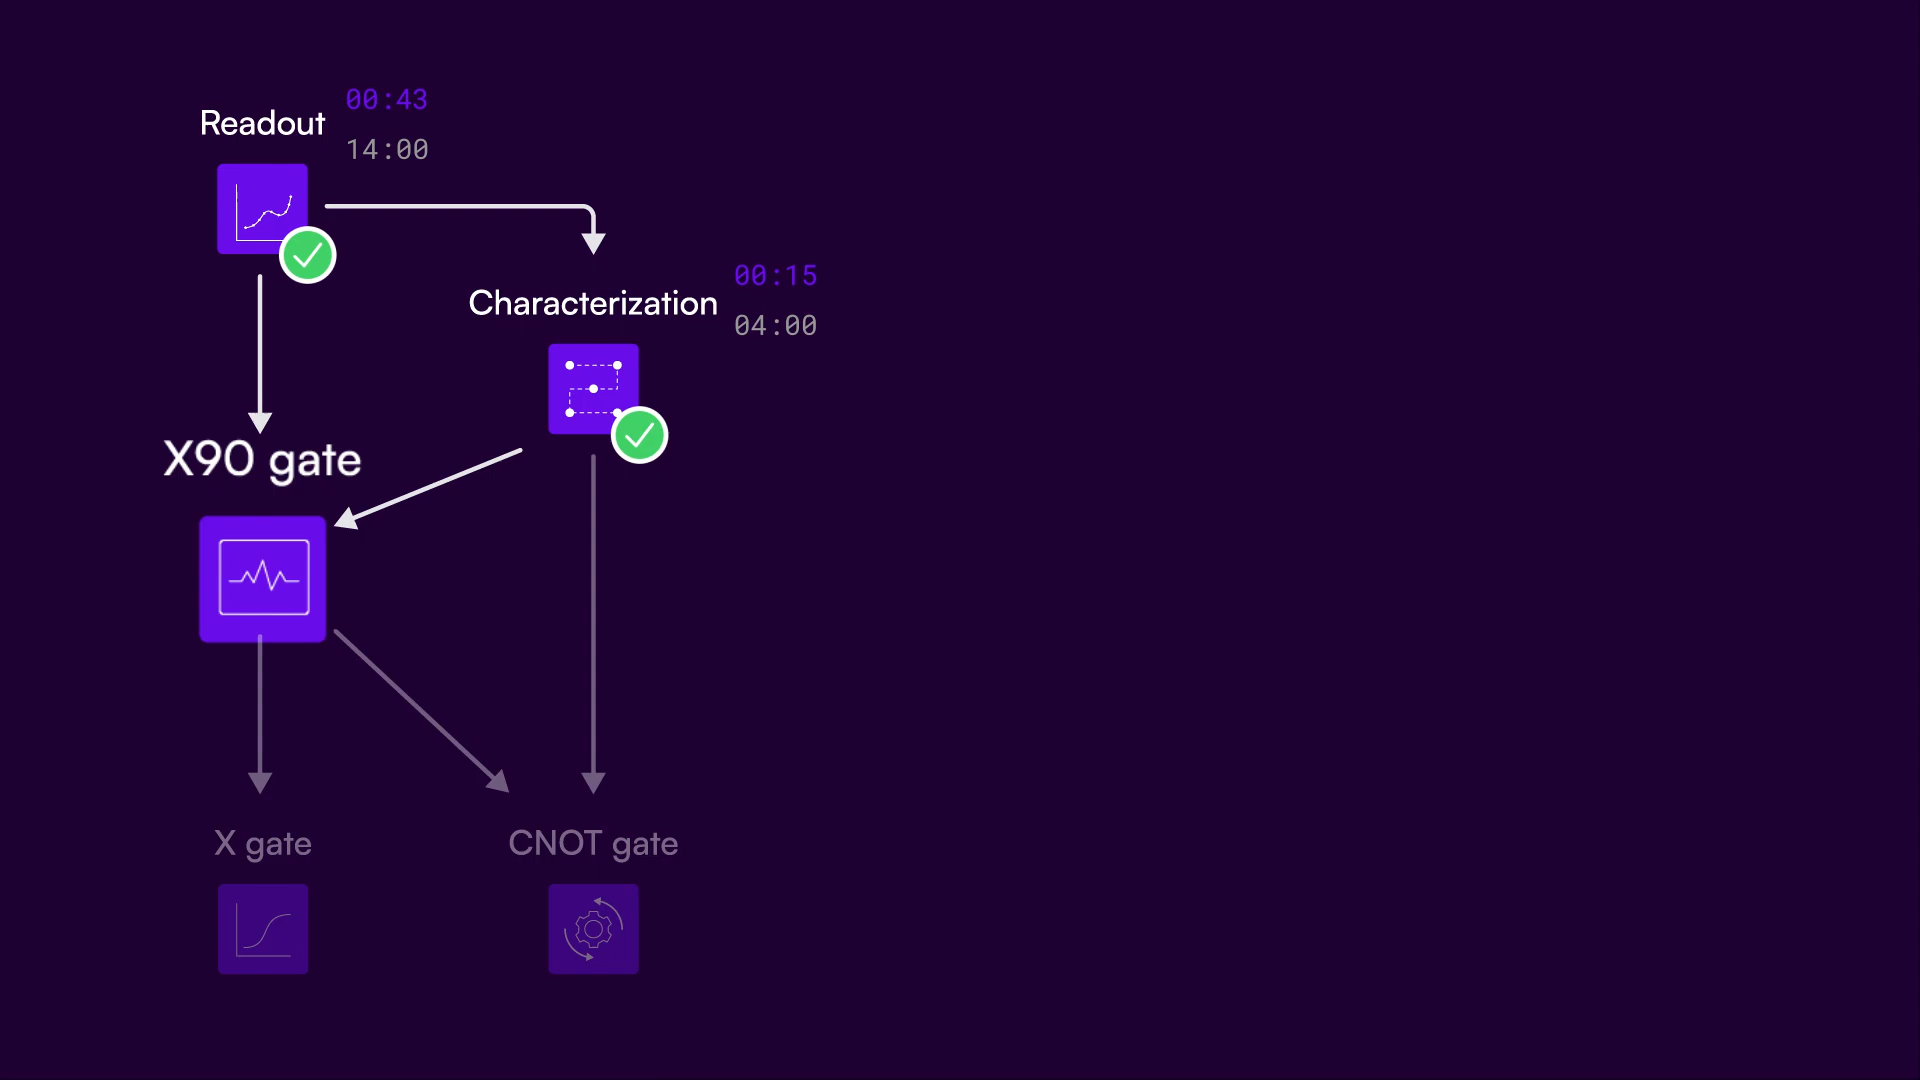 Readout
00:43
14:00
Characterization
00:15
04:00
X90 gate
X gate
CNOT gate